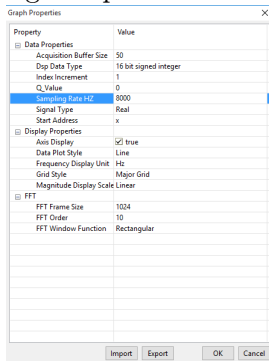 Graph Properties
Property Value
Data Properties
Acquisition Buffer Size 50
Dsp Data Type 16 bit signed integer
Index Increment 1
Q_Value 0
Sampling Rate HZ 8000
Signal Type Real
Start Address x
Display Properties
Axis Display true
Data Plot Style Line
Frequency Display Unit Hz
Grid Style Major Grid
Magnitude Display Scale Linear
FFT
FFT Frame Size 1024
FFT Order 10
FFT Window Function Rectangular
Import Export OK Cancel